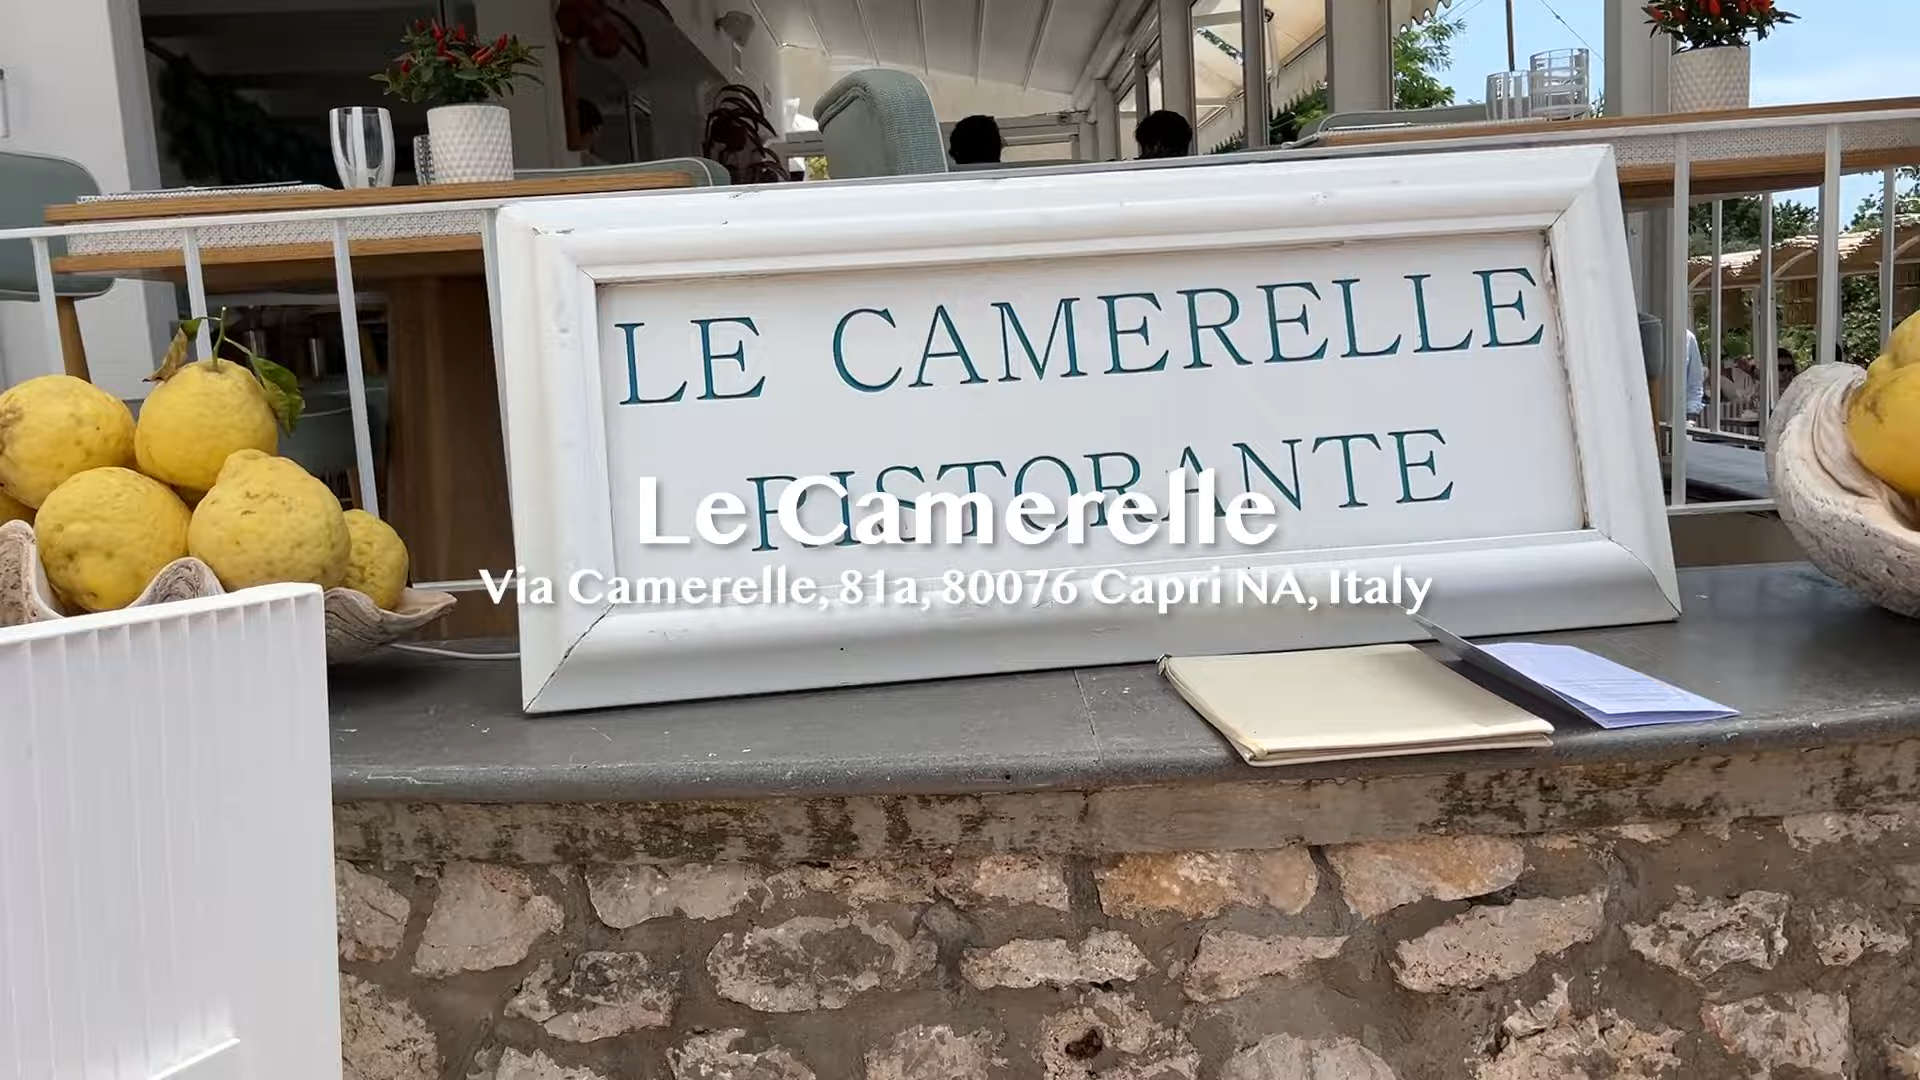 LE CAMERELLE
RISTORANTE
Le Camerelle
Via Camerelle, 81a, 80076 Capri NA, Italy